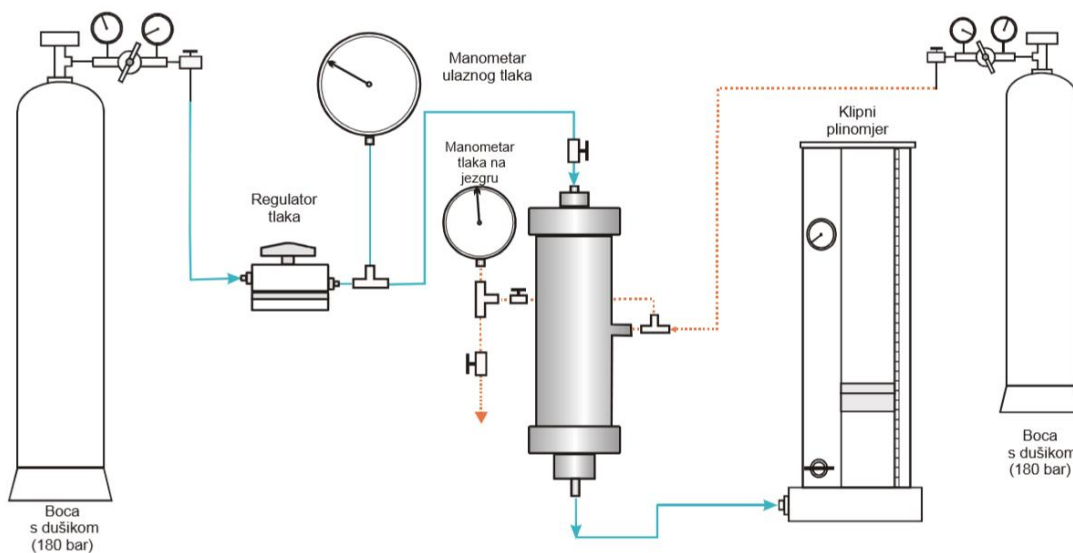 Manometar
ulaznog tlaka
Klipni
plinomjer
Manometar
tlaka na
jezgru
Regulator
tlaka
Boca
s dušikom
(180 bar)
Boca
s dušikom
(180 bar)